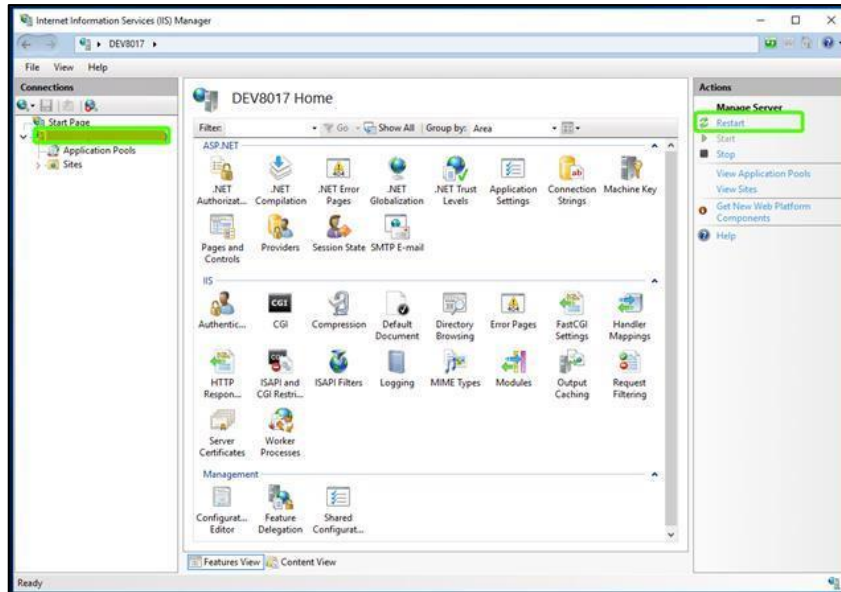 Internet Information Services (IIS) Manager
DEV8017
File View Help
Connections
Start Page
Application Pools
Sites
DEV8017 Home
Filter: Go Show All Group by: Area
ASP.NET
.NET Authorizat...
.NET Compilation
.NET Error Pages
.NET Globalization
.NET Trust Levels
Application Settings
Connection Strings
Machine Key
Pages and Controls
Providers
Session State
SMTP E-mail
IIS
Authentic...
CGI
Compression
Default Document
Directory Browsing
Error Pages
FastCGI Settings
Handler Mappings
HTTP Respon...
ISAPI and CGI Restri...
ISAPI Filters
Logging
MIME Types
Modules
Output Caching
Request Filtering
Server Certificates
Worker Processes
Management
Configurat... Editor
Feature Delegation
Shared Configurat...
Features View
Content View
Actions
Manage Server
Restart
Start
Stop
View Application Pools
View Sites
Get New Web Platform
Components
Help
Ready